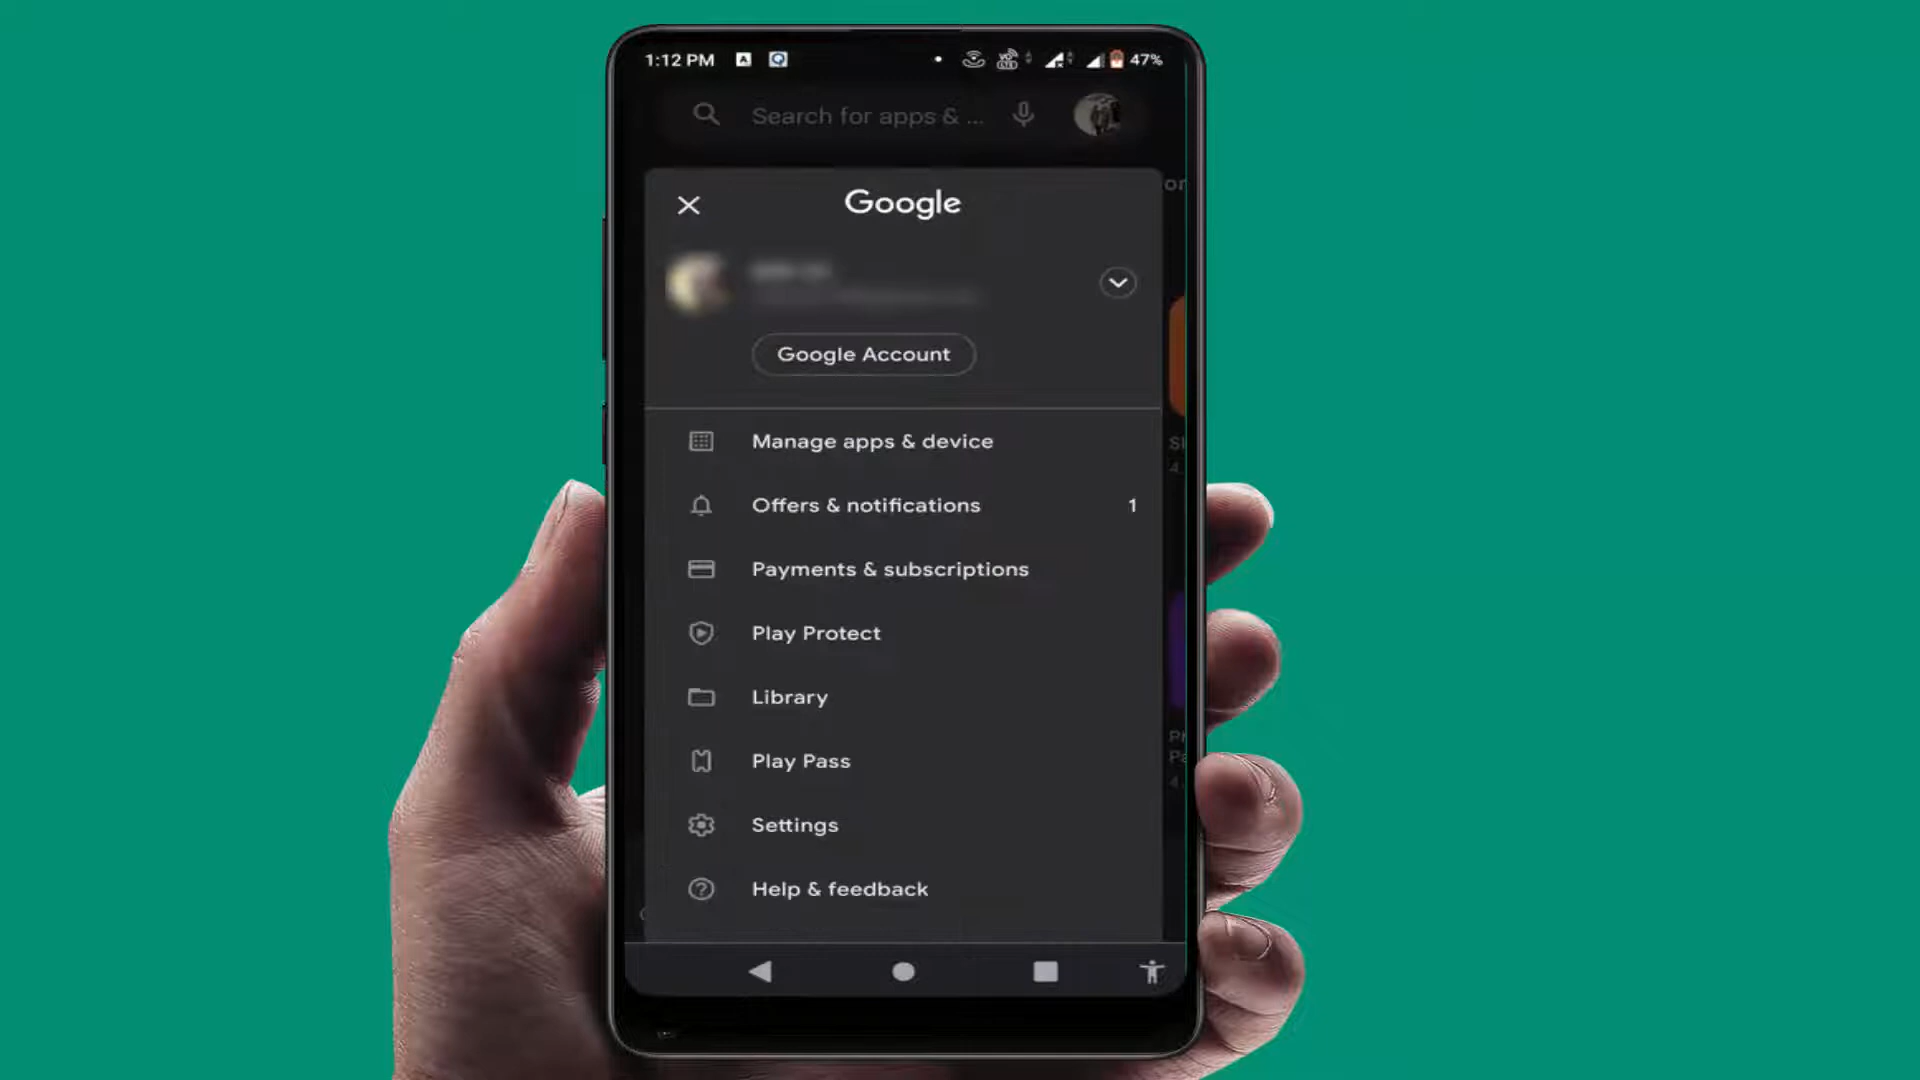 1:12 PM
47%
Search for apps & ...
or
Google
Google Account
Manage apps & device
Offers & notifications 1
Payments & subscriptions
Play Protect
Library
Play Pass
Settings
Help & feedback